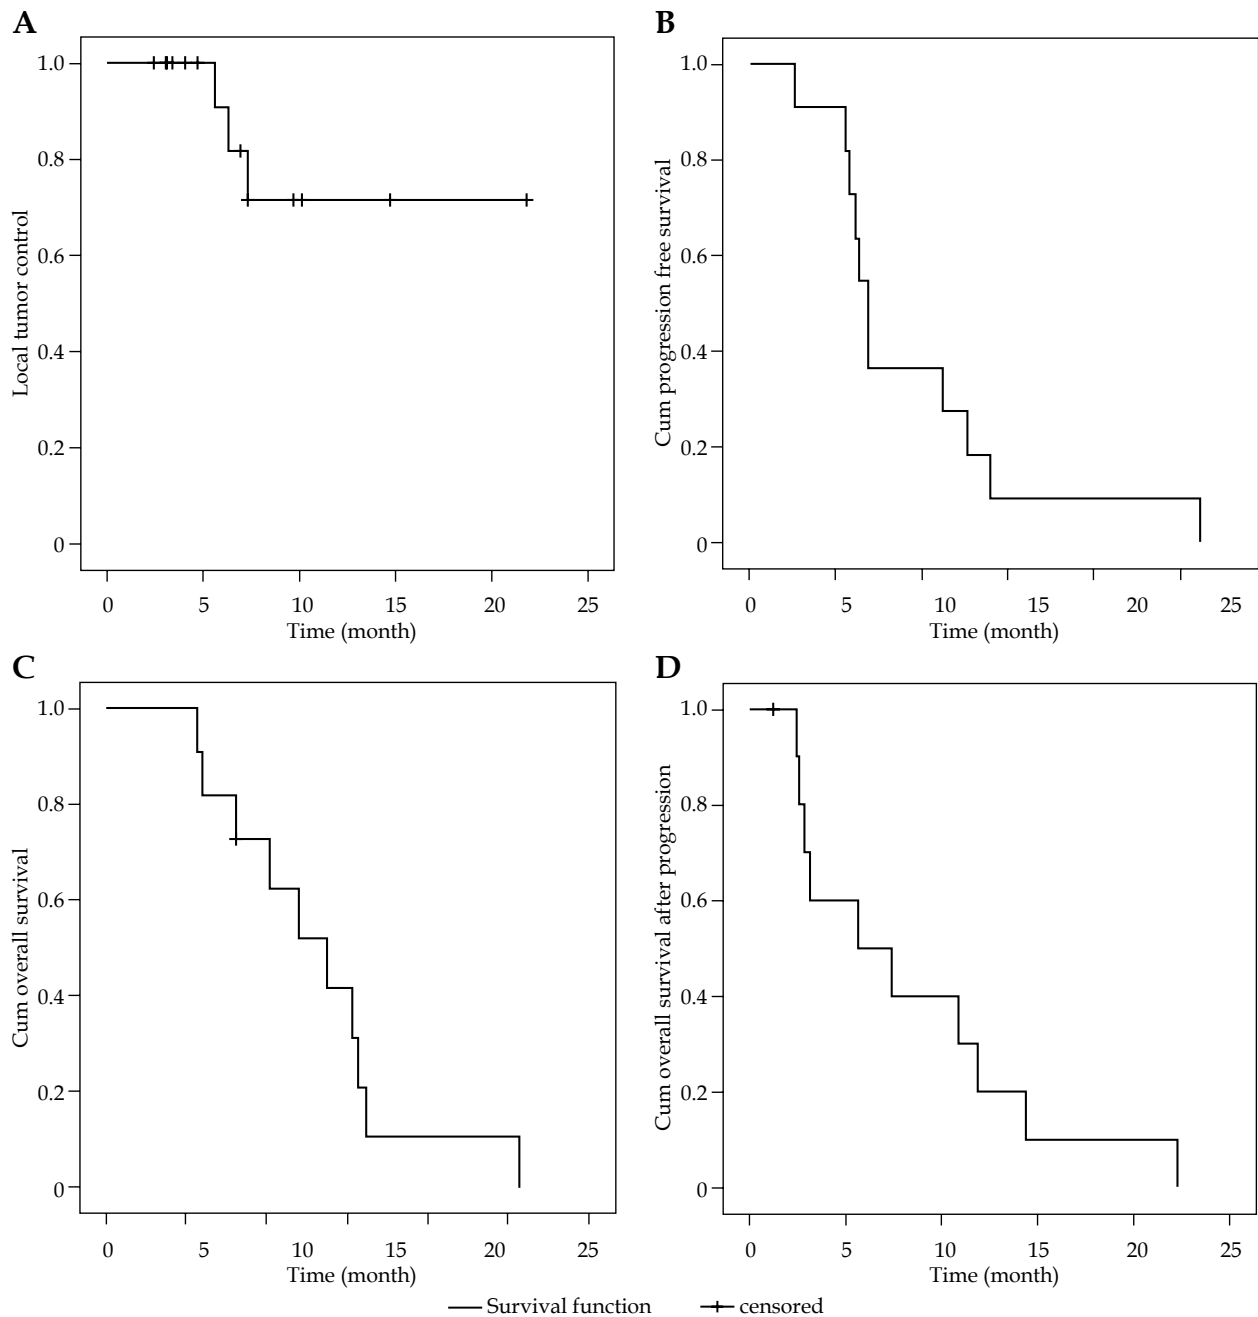 A
1.0
0.8
0.6
0.4
0.2
0
Local tumor control
0 5 10 15 20 25
Time (month)
B
1.0
0.8
0.6
0.4
0.2
0
Cum progression free survival
0 5 10 15 20 25
Time (month)
C
1.0
0.8
0.6
0.4
0.2
0
Cum overall survival
0 5 10 15 20 25
Time (month)
D
1.0
0.8
0.6
0.4
0.2
0
Cum overall survival after progression
0 5 10 15 20 25
Time (month)
Survival function censored